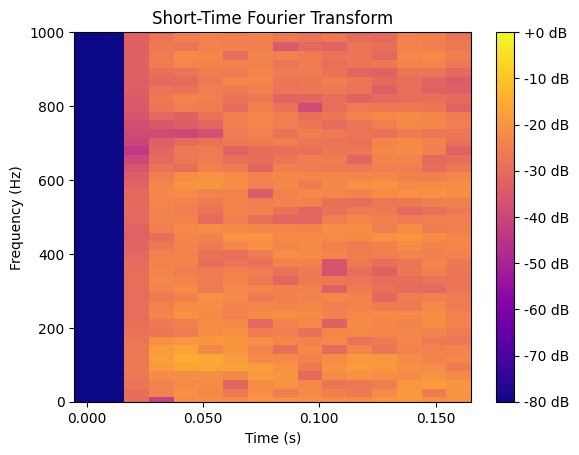 Short-Time Fourier Transform
1000
800
600
400
200
0
Frequency (Hz)
0.000
0.050
0.100
0.150
Time (s)
+0 dB
-10 dB
-20 dB
-30 dB
-40 dB
-50 dB
-60 dB
-70 dB
-80 dB